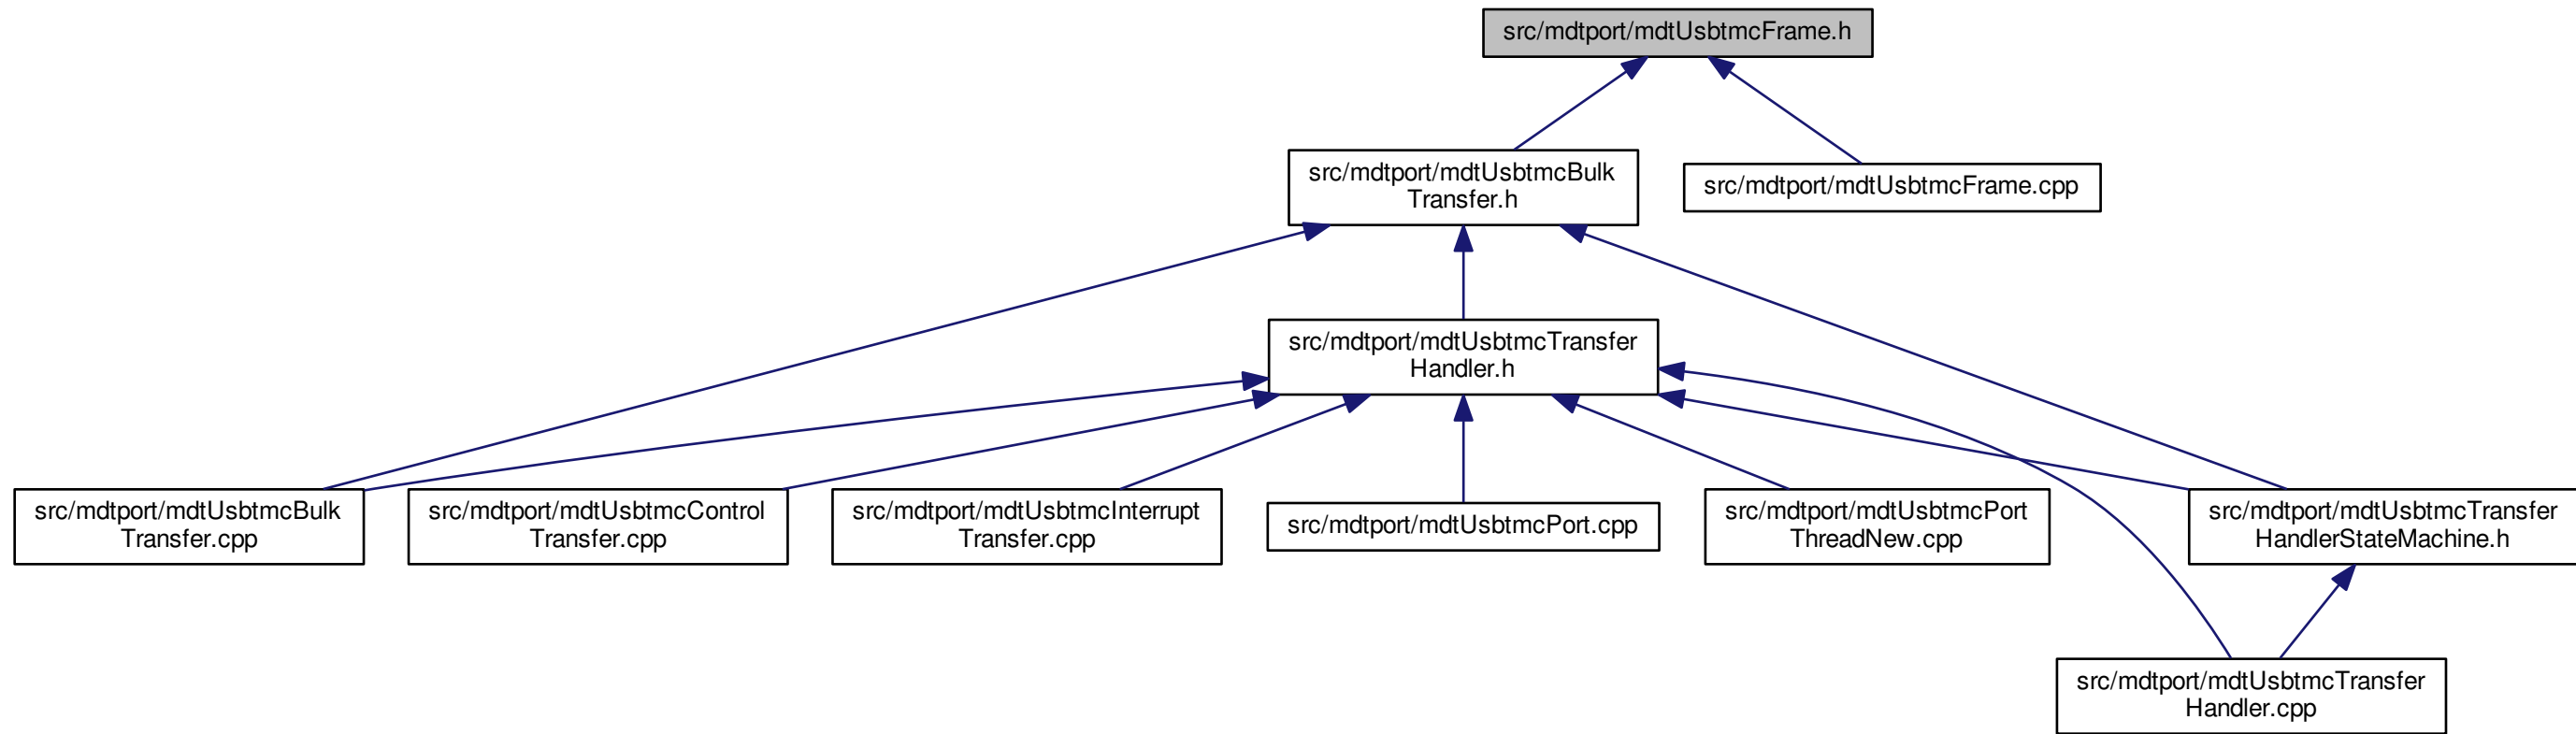 src/mdtport/mdtUsbtmcFrame.h
src/mdtport/mdtUsbtmcBulk
Transfer.h
src/mdtport/mdtUsbtmcFrame.cpp
src/mdtport/mdtUsbtmcTransfer
Handler.h
src/mdtport/mdtUsbtmcBulk
Transfer.cpp
src/mdtport/mdtUsbtmcControl
Transfer.cpp
src/mdtport/mdtUsbtmcInterrupt
Transfer.cpp
src/mdtport/mdtUsbtmcPort.cpp
src/mdtport/mdtUsbtmcPort
ThreadNew.cpp
src/mdtport/mdtUsbtmcTransfer
HandlerStateMachine.h
src/mdtport/mdtUsbtmcTransfer
Handler.cpp